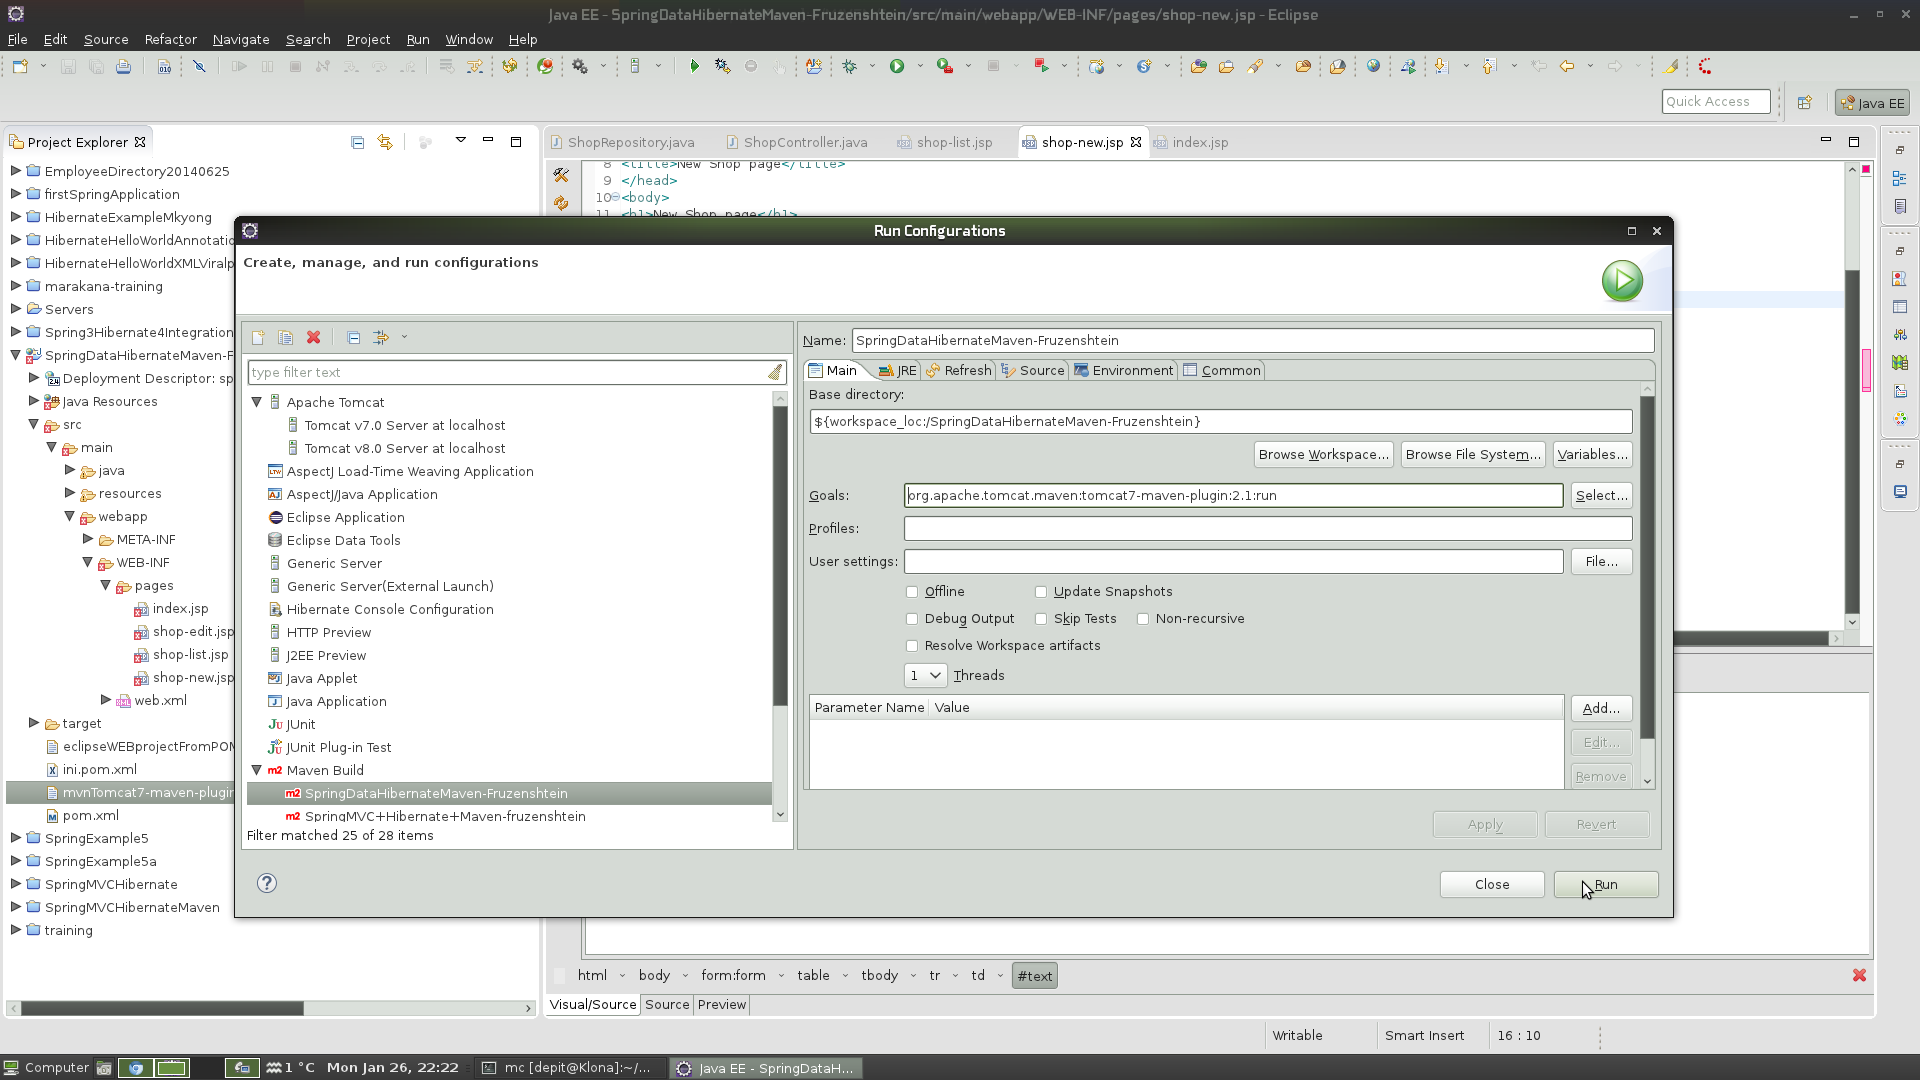 Java EE - SpringDataHibernateMaven-Fruzenshtein/src/main/webapp/WEB-INF/pages/shop-new.jsp - Eclipse
File Edit Source Refactor Navigate Search Project Run Window Help
Quick Access
Java EE
Project Explorer
ShopRepository.java
ShopController.java
shop-list.jsp
shop-new.jsp
index.jsp
8 <title>New Shop page</title>
9 </head>
10 <body>
11 <h1>New Shop page</h1>
EmployeeDirectory20140625
firstSpringApplication
HibernateExampleMkyong
HibernateHelloWorldAnnotatio
HibernateHelloWorldXMLViralp
marakana-training
Servers
Spring3Hibernate4Integration
SpringDataHibernateMaven-F
Deployment Descriptor: sp
Java Resources
src
main
java
resources
webapp
META-INF
WEB-INF
pages
index.jsp
shop-edit.jsp
shop-list.jsp
shop-new.jsp
web.xml
target
eclipseWEBprojectFromPOM
ini.pom.xml
mvnTomcat7-maven-plugin
pom.xml
SpringExample5
SpringExample5a
SpringMVCHibernate
SpringMVCHibernateMaven
training
Run Configurations
Create, manage, and run configurations
type filter text
Apache Tomcat
Tomcat v7.0 Server at localhost
Tomcat v8.0 Server at localhost
AspectJ Load-Time Weaving Application
AspectJ/Java Application
Eclipse Application
Eclipse Data Tools
Generic Server
Generic Server(External Launch)
Hibernate Console Configuration
HTTP Preview
J2EE Preview
Java Applet
Java Application
JUnit
JUnit Plug-in Test
Maven Build
SpringDataHibernateMaven-Fruzenshtein
SpringMVC+Hibernate+Maven-fruzenshtein
Filter matched 25 of 28 items
Name: SpringDataHibernateMaven-Fruzenshtein
Main JRE Refresh Source Environment Common
Base directory:
${workspace_loc:/SpringDataHibernateMaven-Fruzenshtein}
Browse Workspace... Browse File System... Variables...
Goals: org.apache.tomcat.maven:tomcat7-maven-plugin:2.1:run Select...
Profiles:
User settings: File...
Offline Update Snapshots
Debug Output Skip Tests Non-recursive
Resolve Workspace artifacts
1 Threads
Parameter Name Value
Add...
Edit...
Remove
Apply Revert
Close Run
html body form:form table tbody tr td #text
Visual/Source Source Preview
Writable Smart Insert 16 : 10
Computer 1 °C Mon Jan 26, 22:22 mc [depit@Klona]:~/... Java EE - SpringDataH...